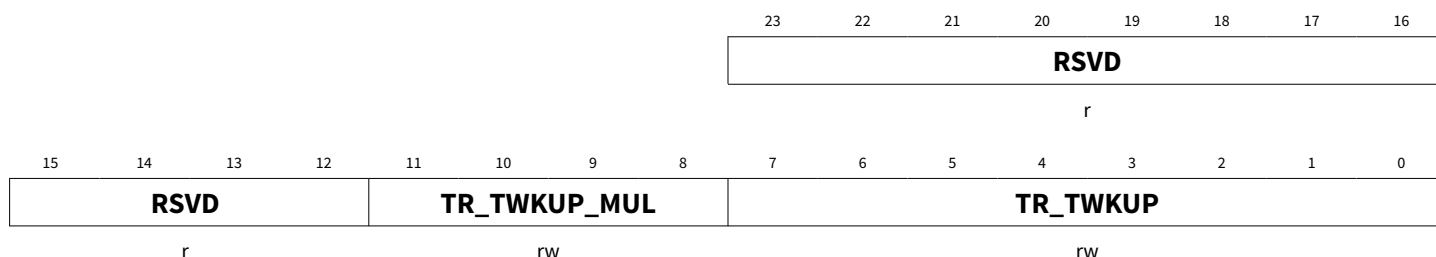 23 22 21 20 19 18 17 16
RSVD
r
15 14 13 12 11 10 9 8 7 6 5 4 3 2 1 0
RSVD TR_TWKUP_MUL TR_TWKUP
r rw rw